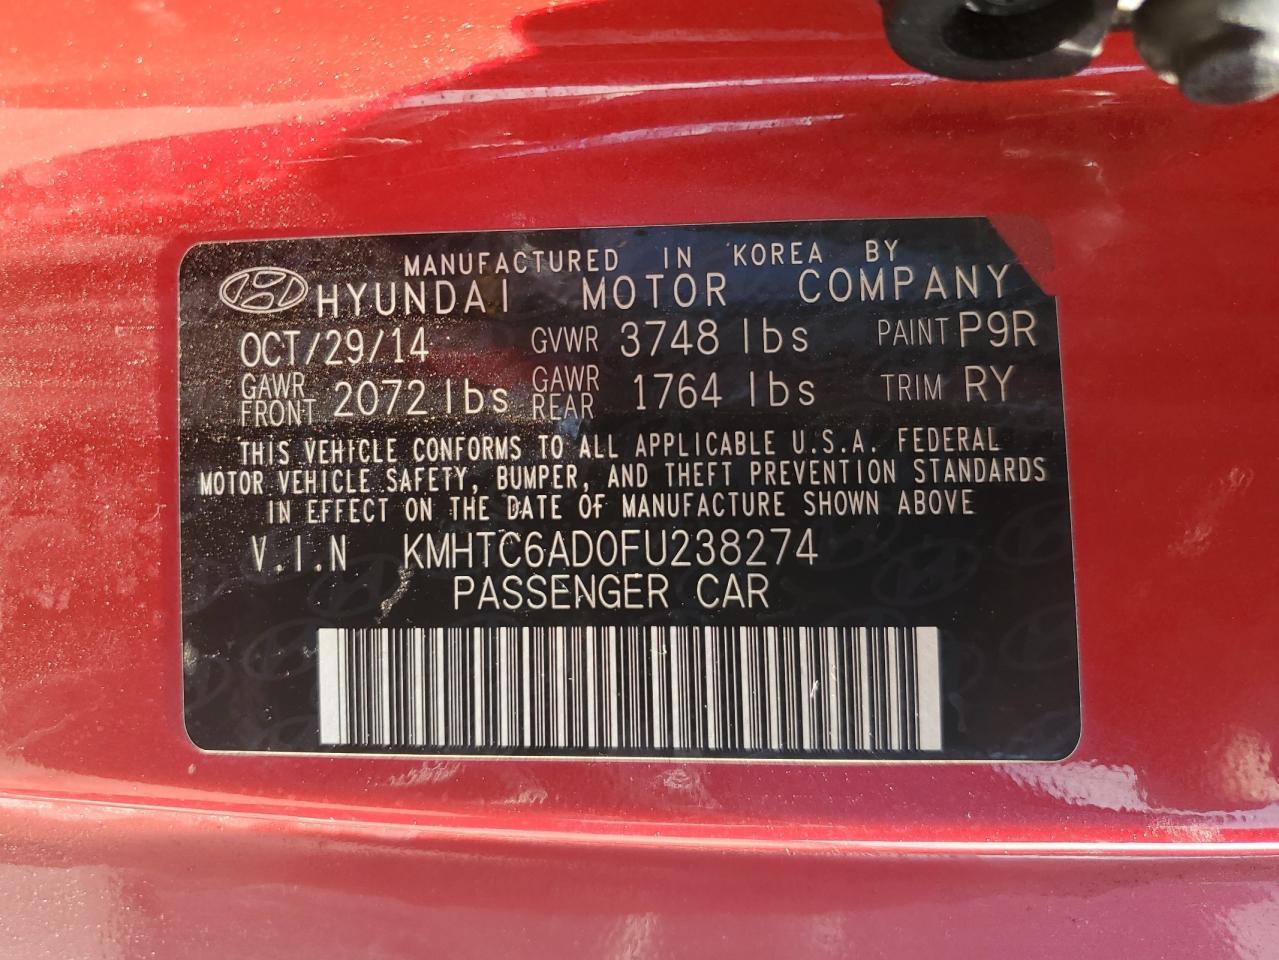 MANUFACTURED IN KOREA BY
HYUNDAI MOTOR COMPANY
OCT/29/14 GVWR 3748 lbs PAINT P9R
GAWR FRONT 2072 lbs GAWR REAR 1764 lbs TRIM RY
THIS VEHICLE CONFORMS TO ALL APPLICABLE U.S.A. FEDERAL
MOTOR VEHICLE SAFETY, BUMPER, AND THEFT PREVENTION STANDARDS
IN EFFECT ON THE DATE OF MANUFACTURE SHOWN ABOVE
V.I.N KMHTC6AD0FU238274
PASSENGER CAR